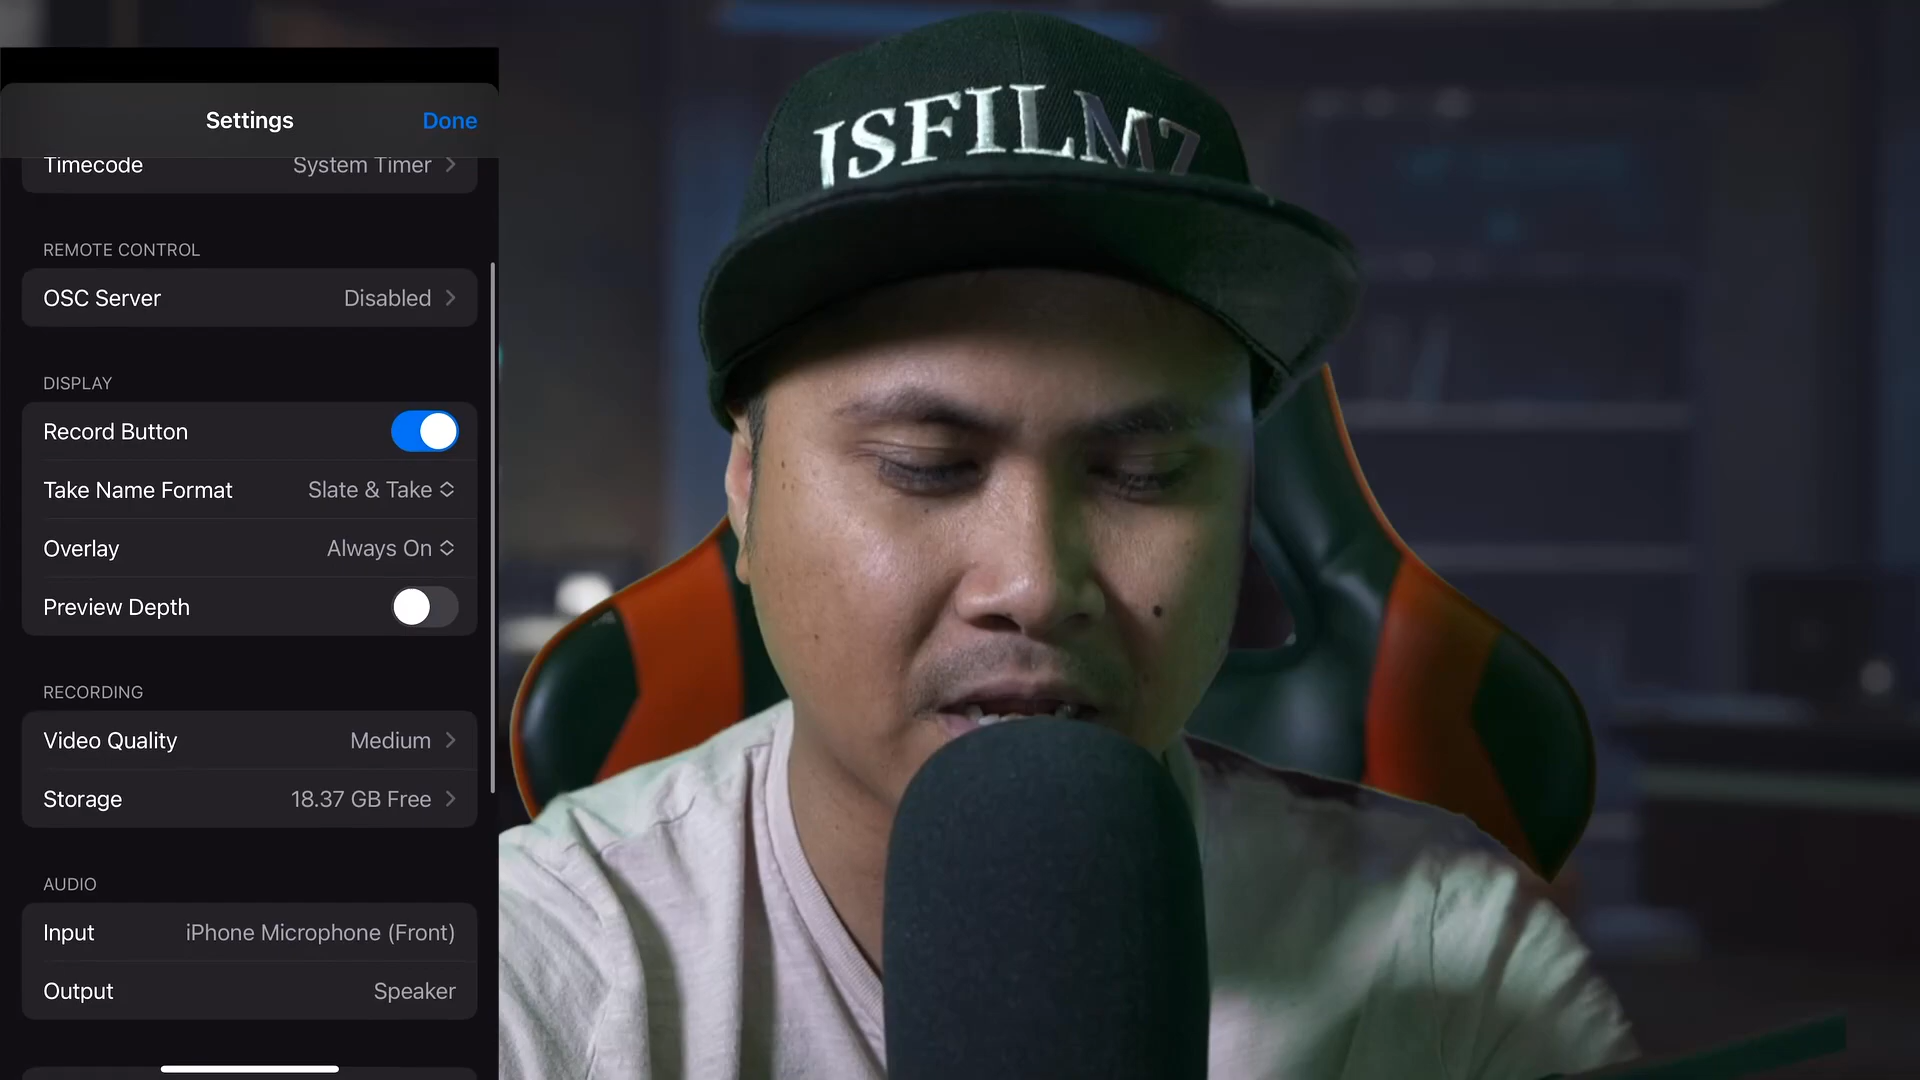 Settings
Done
Timecode
System Timer
REMOTE CONTROL
OSC Server
Disabled
DISPLAY
Record Button
Take Name Format
Slate & Take
Overlay
Always On
Preview Depth
RECORDING
Video Quality
Medium
Storage
18.37 GB Free
AUDIO
Input
iPhone Microphone (Front)
Output
Speaker
JSFILMZ